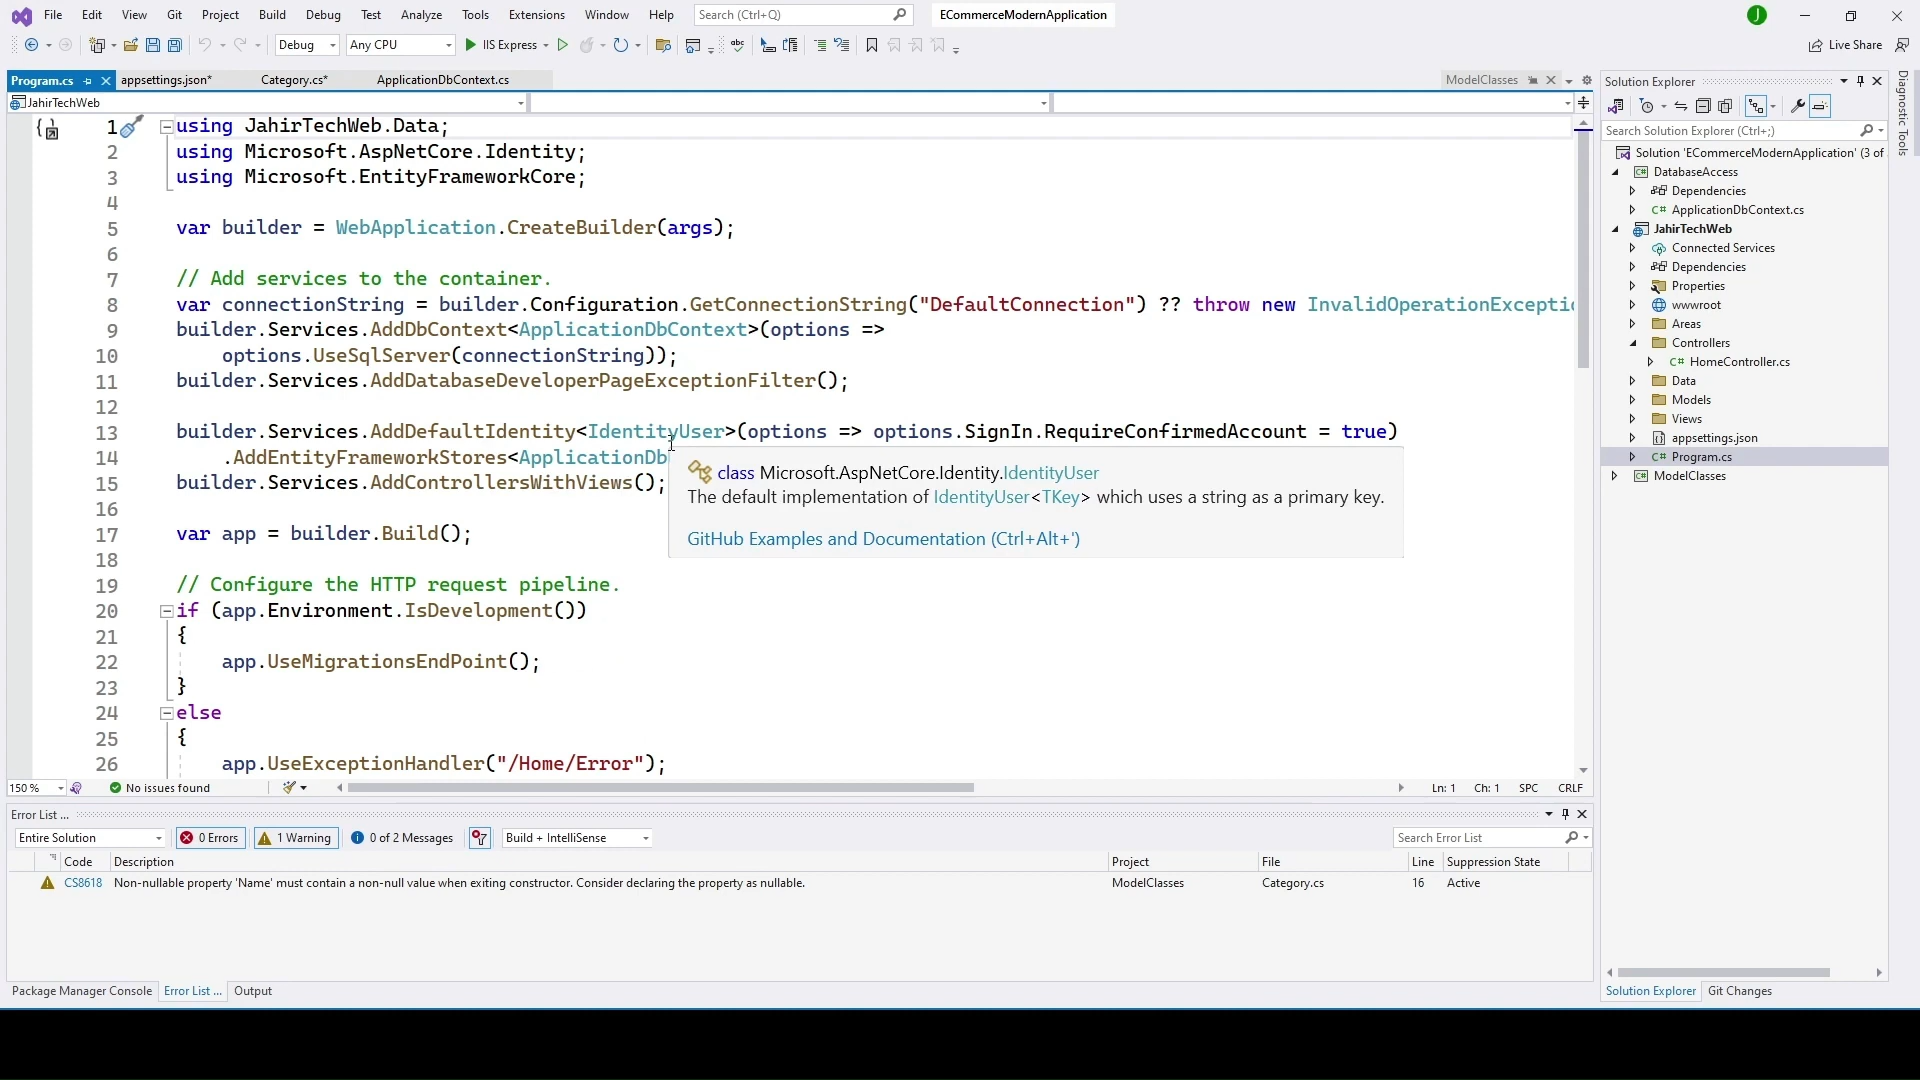 File Edit View Git Project Build Debug Test Analyze Tools Extensions Window Help Search (Ctrl+Q) ECommerceModernApplication J
Debug Any CPU IIS Express Live Share
Program.cs appsettings.json* Category.cs* ApplicationDbContext.cs ModelClasses
JahirTechWeb
1 using JahirTechWeb.Data;
2 using Microsoft.AspNetCore.Identity;
3 using Microsoft.EntityFrameworkCore;
4
5 var builder = WebApplication.CreateBuilder(args);
6
7 // Add services to the container.
8 var connectionString = builder.Configuration.GetConnectionString("DefaultConnection") ?? throw new InvalidOperationExceptio
9 builder.Services.AddDbContext<ApplicationDbContext>(options =>
10 options.UseSqlServer(connectionString));
11 builder.Services.AddDatabaseDeveloperPageExceptionFilter();
12
13 builder.Services.AddDefaultIdentity<IdentityUser>(options => options.SignIn.RequireConfirmedAccount = true)
14 .AddEntityFrameworkStores<ApplicationDb
15 builder.Services.AddControllersWithViews();
16
17 var app = builder.Build();
18
19 // Configure the HTTP request pipeline.
20 if (app.Environment.IsDevelopment())
21 {
22 app.UseMigrationsEndPoint();
23 }
24 else
25 {
26 app.UseExceptionHandler("/Home/Error");
class Microsoft.AspNetCore.Identity.IdentityUser
The default implementation of IdentityUser<TKey> which uses a string as a primary key.
GitHub Examples and Documentation (Ctrl+Alt+')
150 % No issues found Ln: 1 Ch: 1 SPC CRLF
Error List ...
Entire Solution 0 Errors 1 Warning 0 of 2 Messages Build + IntelliSense Search Error List
Code Description Project File Line Suppression State
CS8618 Non-nullable property 'Name' must contain a non-null value when exiting constructor. Consider declaring the property as nullable. ModelClasses Category.cs 16 Active
Package Manager Console Error List ... Output
Solution Explorer
Search Solution Explorer (Ctrl+;)
Solution 'ECommerceModernApplication' (3 of
DatabaseAccess
Dependencies
ApplicationDbContext.cs
JahirTechWeb
Connected Services
Dependencies
Properties
wwwroot
Areas
Controllers
HomeController.cs
Data
Models
Views
appsettings.json
Program.cs
ModelClasses
Solution Explorer Git Changes
Diagnostic Tools